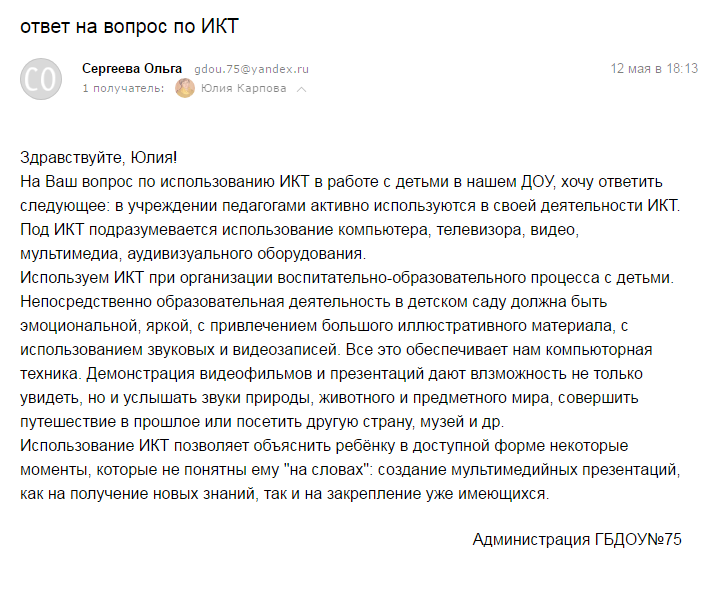 ответ на вопрос по ИКТ
СО
Сергеева Ольга gdou.75@yandex.ru
12 мая в 18:13
1 получатель: Юлия Карпова
Здравствуйте, Юлия!
На Ваш вопрос по использованию ИКТ в работе с детьми в нашем ДОУ, хочу ответить
следующее: в учреждении педагогами активно используются в своей деятельности ИКТ.
Под ИКТ подразумевается использование компьютера, телевизора, видео,
мультимедиа, аудивизуального оборудования.
Используем ИКТ при организации воспитательно-образовательного процесса с детьми.
Непосредственно образовательная деятельность в детском саду должна быть
эмоциональной, яркой, с привлечением большого иллюстративного материала, с
использованием звуковых и видеозаписей. Все это обеспечивает нам компьюторная
техника. Демонстрация видеофильмов и презентаций дают влзможность не только
увидеть, но и услышать звуки природы, животного и предметного мира, совершить
путешествие в прошлое или посетить другую страну, музей и др.
Использование ИКТ позволяет объяснить ребёнку в доступной форме некоторые
моменты, которые не понятны ему "на словах": создание мультимедийных презентаций,
как на получение новых знаний, так и на закрепление уже имеющихся.
Администрация ГБДОУ№75